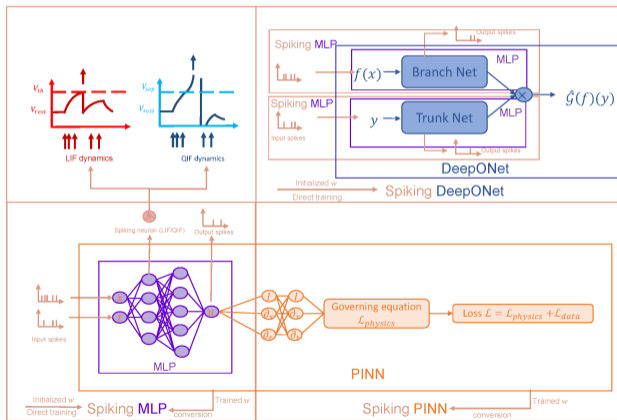 V_th
V_rest
LIF dynamics
V_rest
QIF dynamics
Output spikes
Spiking MLP
MLP
f(x)
Branch Net
Spiking MLP
×
Ĝ(f)(y)
y
Trunk Net
MLP
Input spikes
Output spikes
DeepONet
Initialized w
Direct training
Spiking DeepONet
Spiking neuron (LIF/QIF)
Output spikes
Input spikes
MLP
Governing equation
ℒ_physics
Loss ℒ = ℒ_physics + ℒ_data
PINN
Initialized w
Direct training
Spiking MLP
Trained w
conversion
Spiking PINN
Trained w
conversion